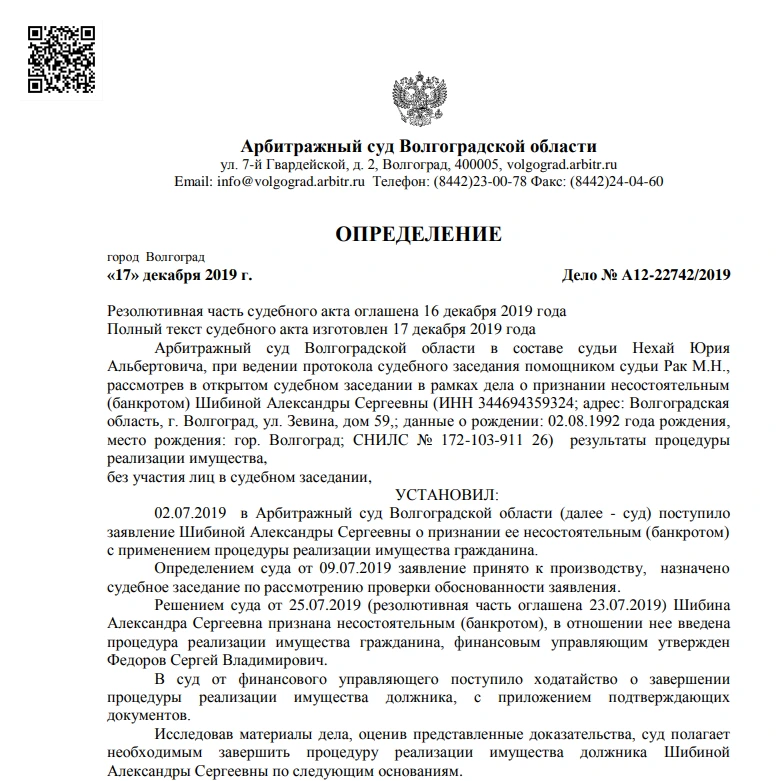 Арбитражный суд Волгоградской области
ул. 7-й Гвардейской, д. 2, Волгоград, 400005, volgograd.arbitr.ru
Email: info@volgograd.arbitr.ru Телефон: (8442)23-00-78 Факс: (8442)24-04-60
ОПРЕДЕЛЕНИЕ
город Волгоград
«17» декабря 2019 г. Дело № А12-22742/2019
Резолютивная часть судебного акта оглашена 16 декабря 2019 года
Полный текст судебного акта изготовлен 17 декабря 2019 года
Арбитражный суд Волгоградской области в составе судьи Нехай Юрия
Альбертовича, при ведении протокола судебного заседания помощником судьи Рак М.Н.,
рассмотрев в открытом судебном заседании в рамках дела о признании несостоятельным
(банкротом) Шибиной Александры Сергеевны (ИНН 344694359324; адрес: Волгоградская
область, г. Волгоград, ул. Зевина, дом 59,; данные о рождении: 02.08.1992 года рождения,
место рождения: гор. Волгоград; СНИЛС № 172-103-911 26) результаты процедуры
реализации имущества,
без участия лиц в судебном заседании,
УСТАНОВИЛ:
02.07.2019 в Арбитражный суд Волгоградской области (далее - суд) поступило
заявление Шибиной Александры Сергеевны о признании ее несостоятельным (банкротом)
с применением процедуры реализации имущества гражданина.
Определением суда от 09.07.2019 заявление принято к производству, назначено
судебное заседание по рассмотрению проверки обоснованности заявления.
Решением суда от 25.07.2019 (резолютивная часть оглашена 23.07.2019) Шибина
Александра Сергеевна признана несостоятельным (банкротом), в отношении нее введена
процедура реализации имущества гражданина, финансовым управляющим утвержден
Федоров Сергей Владимирович.
В суд от финансового управляющего поступило ходатайство о завершении
процедуры реализации имущества должника, с приложением подтверждающих
документов.
Исследовав материалы дела, оценив представленные доказательства, суд полагает
необходимым завершить процедуру реализации имущества должника Шибиной
Александры Сергеевны по следующим основаниям.